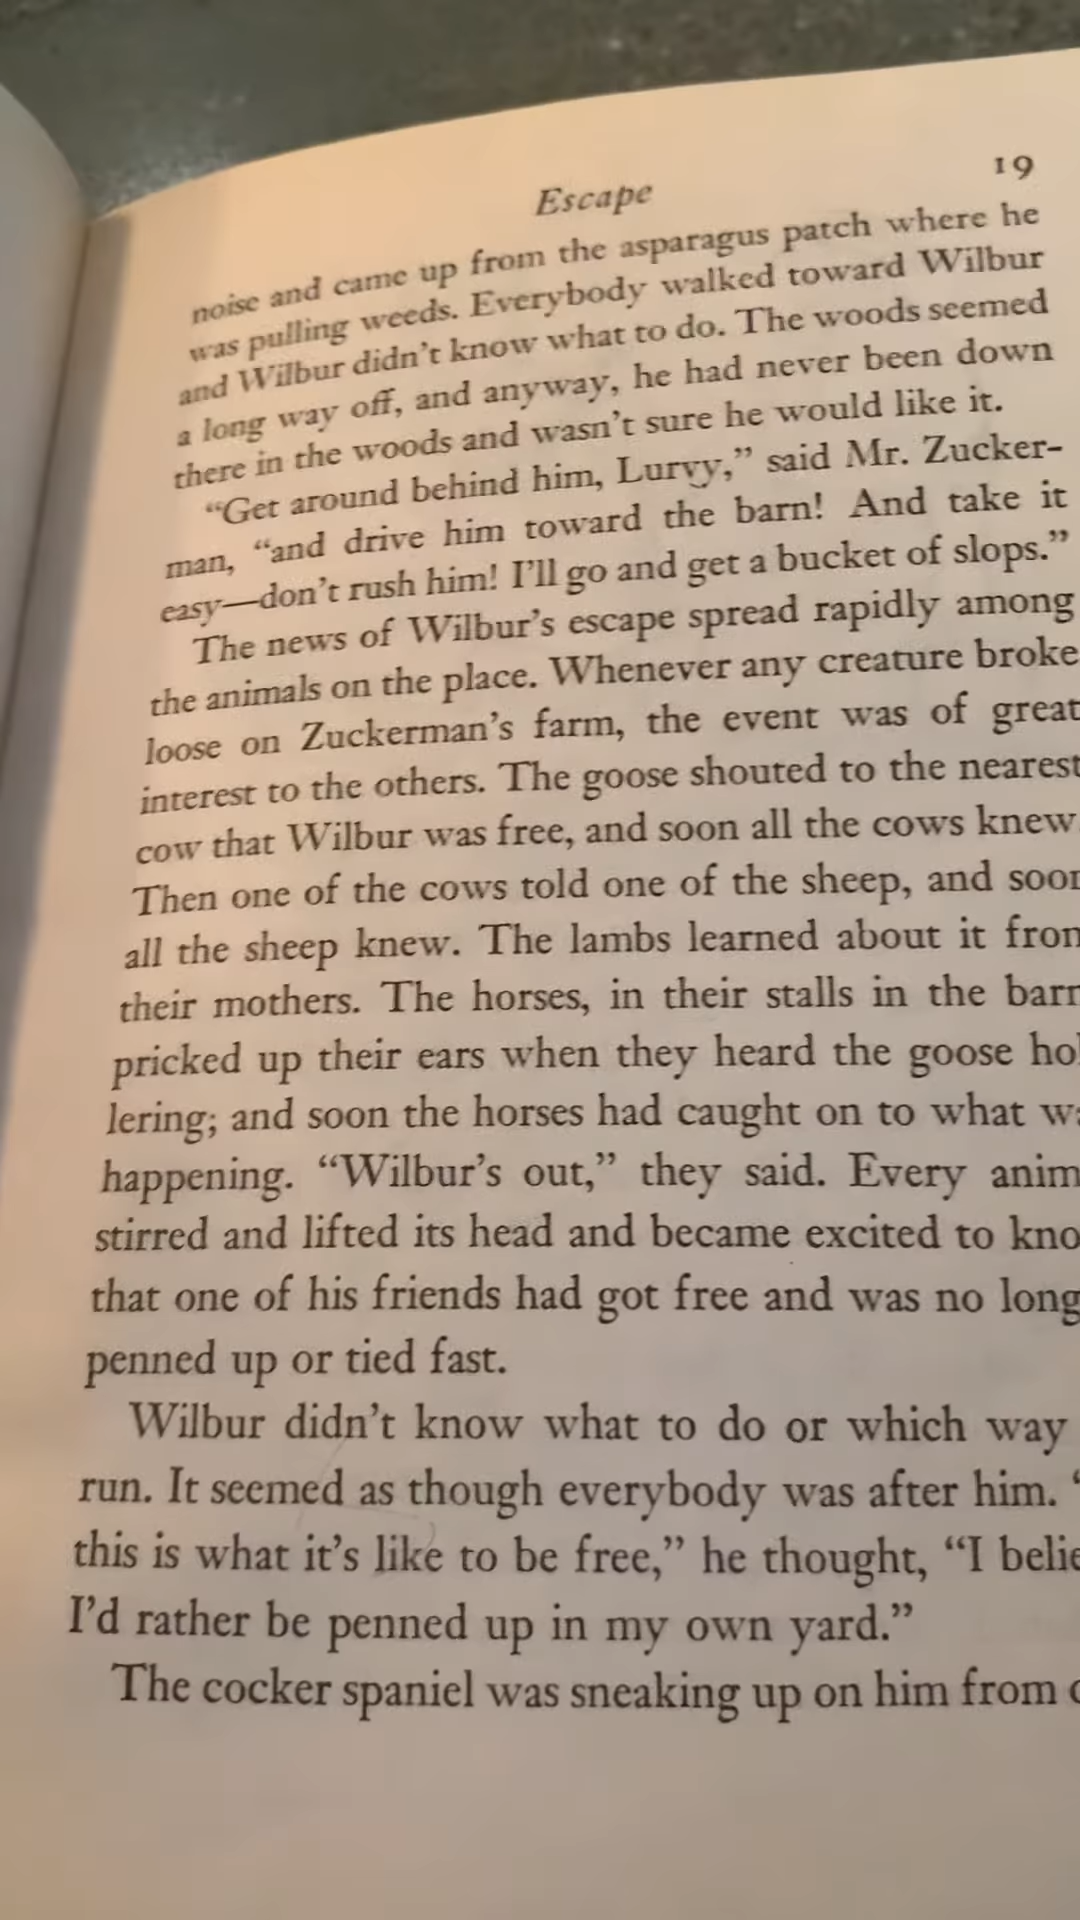 Escape 19
noise and came up from the asparagus patch where he
was pulling weeds. Everybody walked toward Wilbur
and Wilbur didn't know what to do. The woods seemed
a long way off, and anyway, he had never been down
there in the woods and wasn't sure he would like it.
“Get around behind him, Lurvy,” said Mr. Zucker-
man, “and drive him toward the barn! And take it
easy—don't rush him! I'll go and get a bucket of slops.”
The news of Wilbur's escape spread rapidly among
the animals on the place. Whenever any creature broke
loose on Zuckerman's farm, the event was of great
interest to the others. The goose shouted to the nearest
cow that Wilbur was free, and soon all the cows knew
Then one of the cows told one of the sheep, and soon
all the sheep knew. The lambs learned about it from
their mothers. The horses, in their stalls in the barn
pricked up their ears when they heard the goose hol
lering; and soon the horses had caught on to what
happening. “Wilbur's out,” they said. Every anim
stirred and lifted its head and became excited to kno
that one of his friends had got free and was no long
penned up or tied fast.
Wilbur didn't know what to do or which way
run. It seemed as though everybody was after him. “
this is what it's like to be free,” he thought, “I belie
I'd rather be penned up in my own yard.”
The cocker spaniel was sneaking up on him from